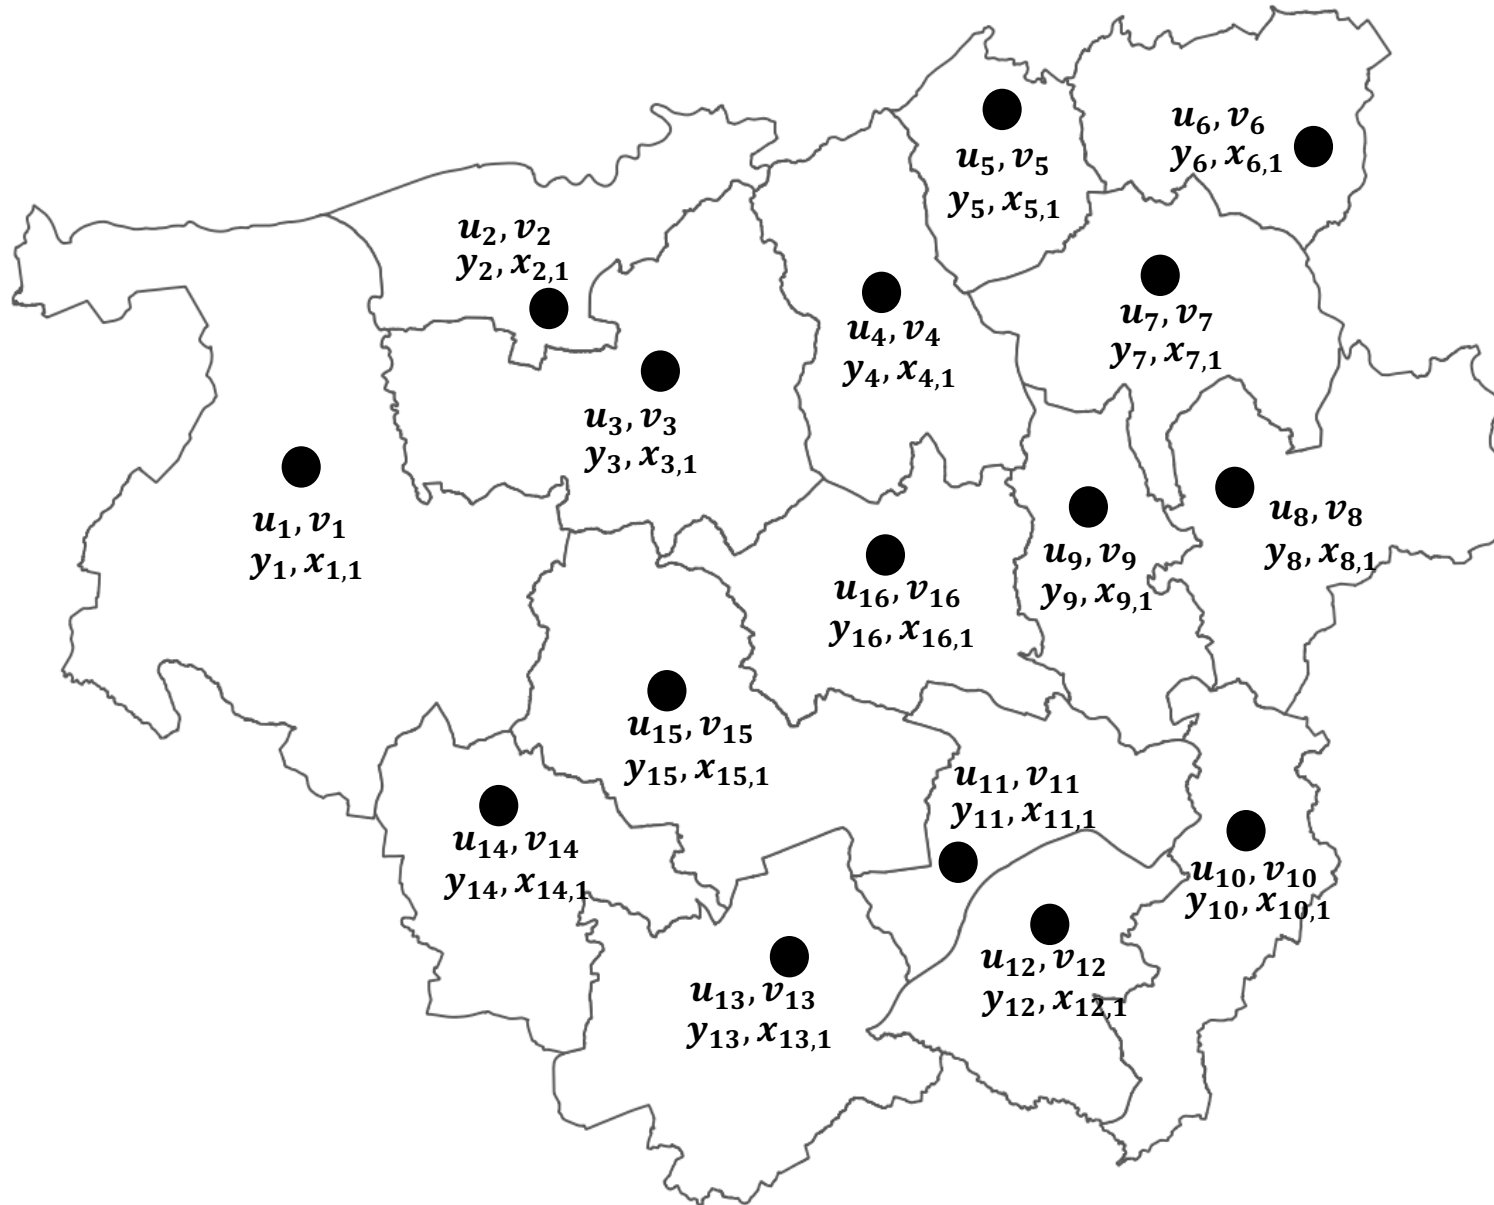 u₅, v₅
y₅, x₅,₁
u₆, v₆
y₆, x₆,₁
u₂, v₂
y₂, x₂,₁
u₄, v₄
y₄, x₄,₁
u₇, v₇
y₇, x₇,₁
u₃, v₃
y₃, x₃,₁
u₁, v₁
y₁, x₁,₁
u₈, v₈
y₈, x₈,₁
u₉, v₉
y₉, x₉,₁
u₁₆, v₁₆
y₁₆, x₁₆,₁
u₁₅, v₁₅
y₁₅, x₁₅,₁
u₁₁, v₁₁
y₁₁, x₁₁,₁
u₁₄, v₁₄
y₁₄, x₁₄,₁
u₁₀, v₁₀
y₁₀, x₁₀,₁
u₁₂, v₁₂
y₁₂, x₁₂,₁
u₁₃, v₁₃
y₁₃, x₁₃,₁